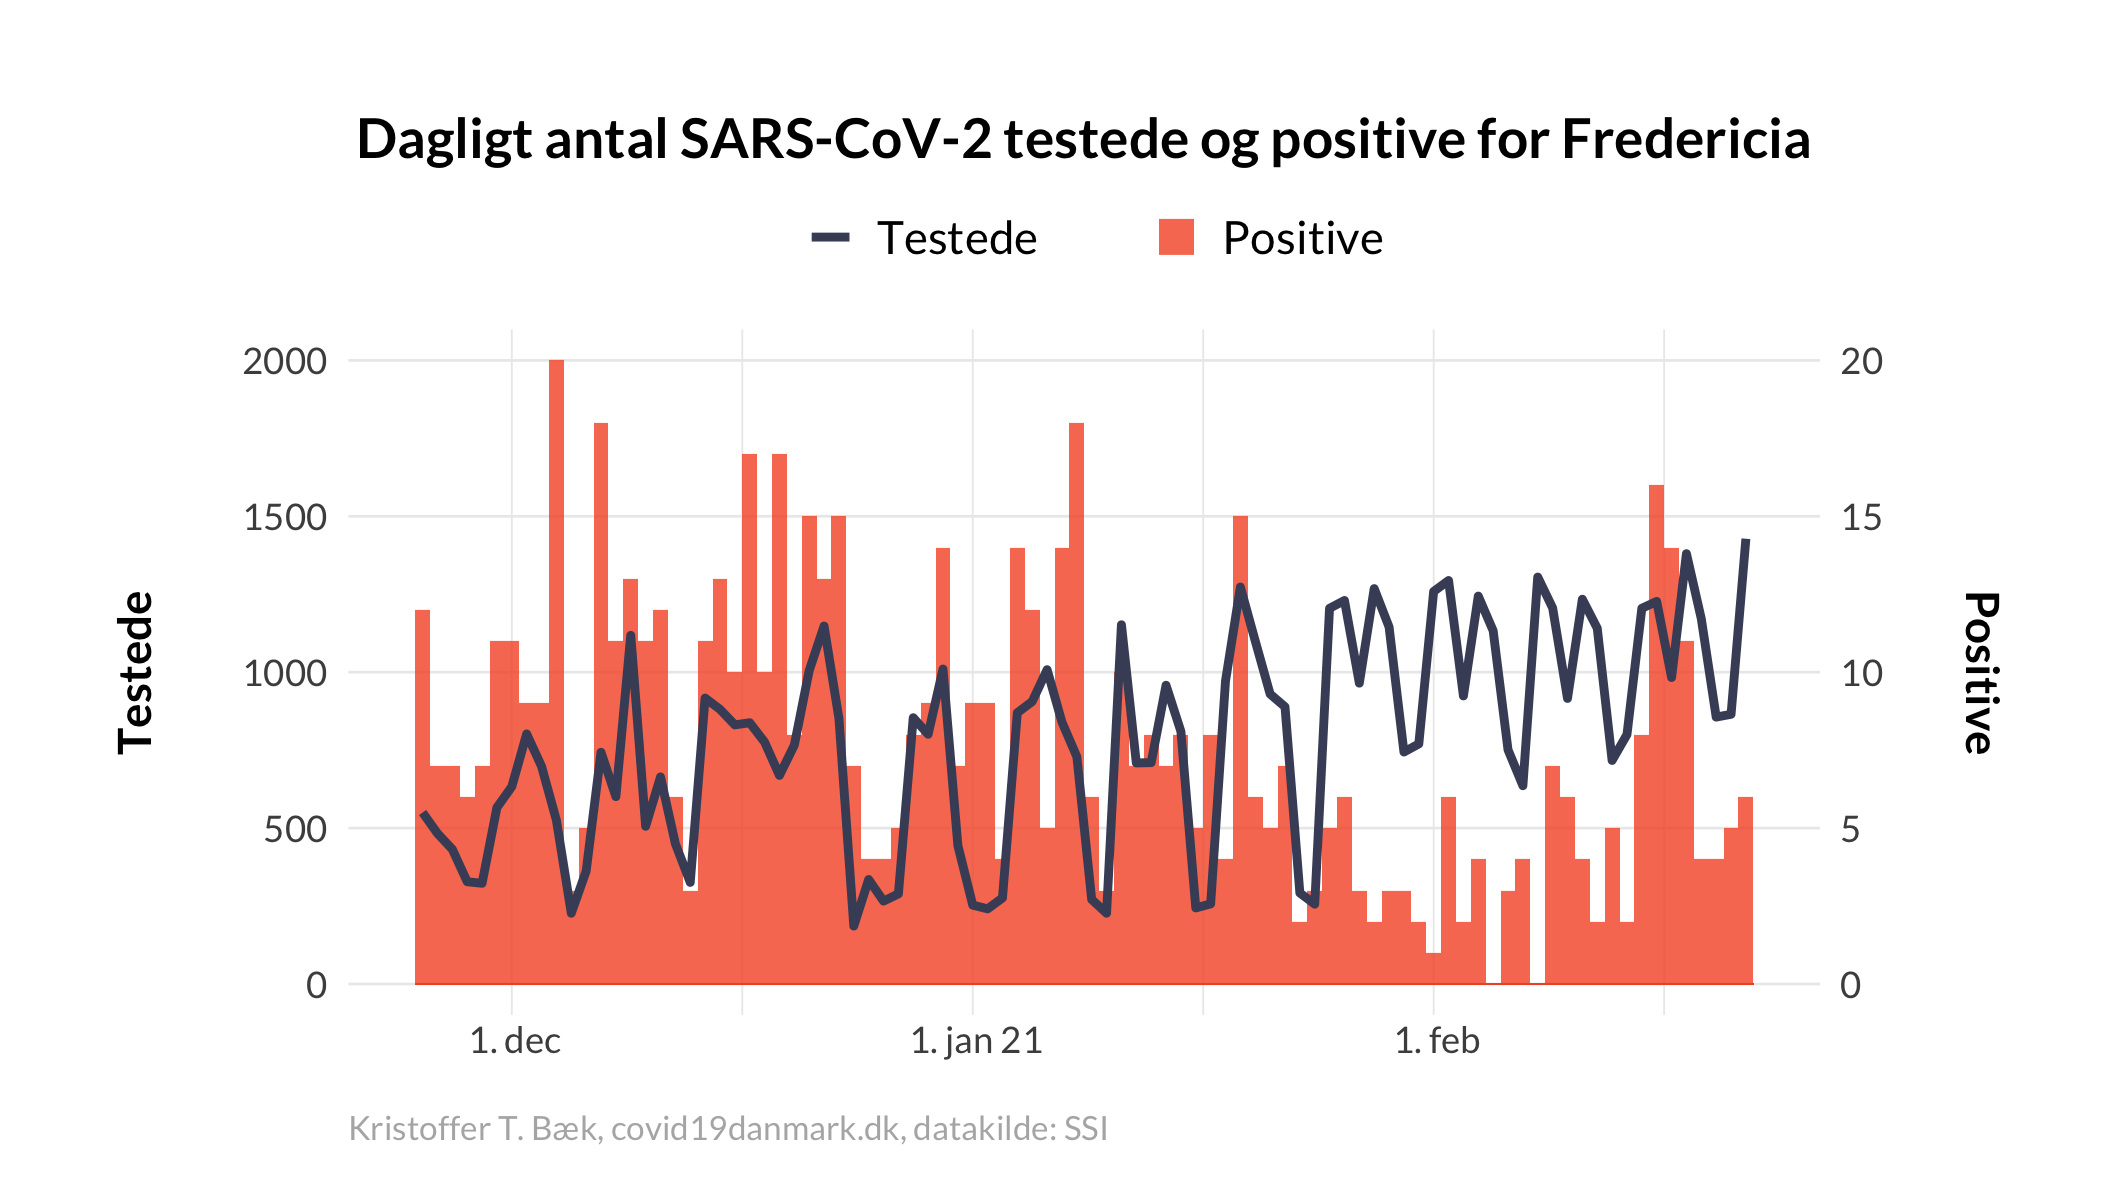 Dagligt antal SARS-CoV-2 testede og positive for Fredericia
Testede
Positive
2000
1500
1000
500
0
Testede
20
15
10
5
0
Positive
1. dec
1. jan 21
1. feb
Kristoffer T. Bæk, covid19danmark.dk, datakilde: SSI